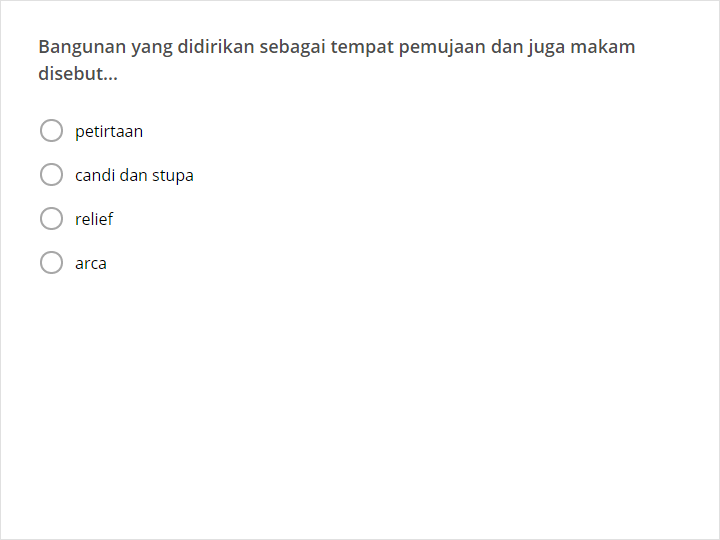 Bangunan yang didirikan sebagai tempat pemujaan dan juga makam
disebut...
petirtaan
candi dan stupa
relief
arca